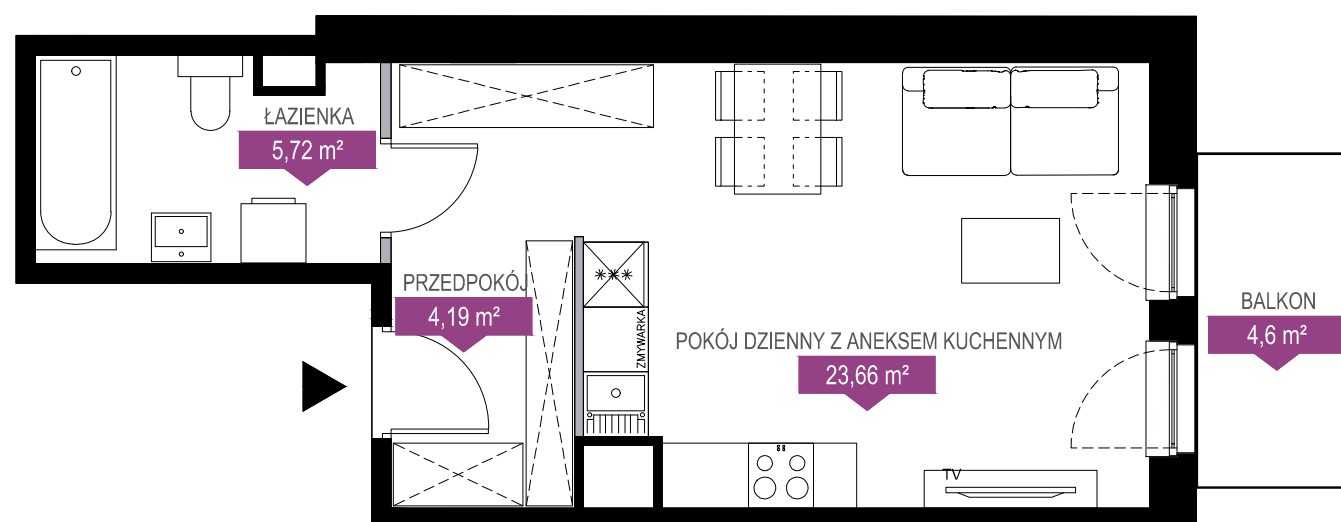 ŁAZIENKA
5,72 m²
PRZEDPOKÓJ
4,19 m²
ZMYWARKA
POKÓJ DZIENNY Z ANEKSEM KUCHENNYM
23,66 m²
TV
BALKON
4,6 m²